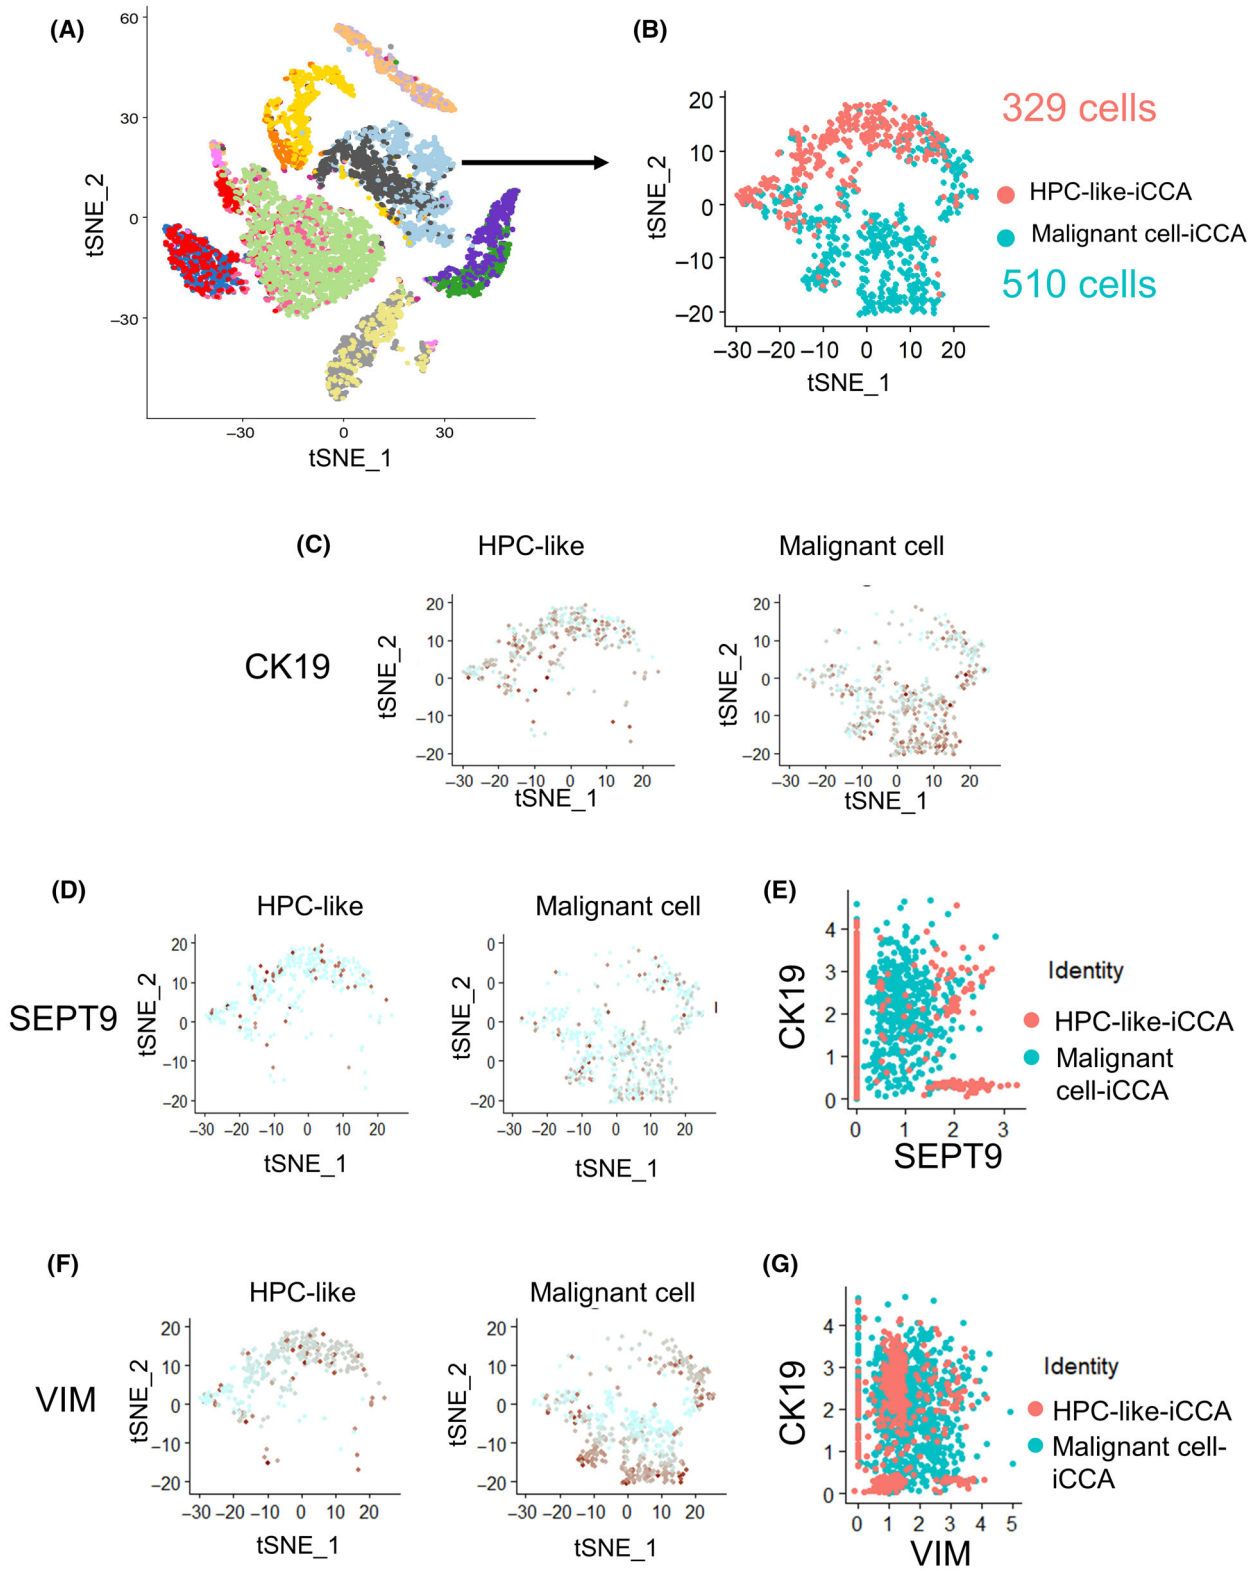 (A)
60
30
0
−30
tSNE_2
−30 0 30
tSNE_1
(B)
20
10
0
−10
−20
tSNE_2
−30 −20 −10 0 10 20
tSNE_1
329 cells
HPC-like-iCCA
Malignant cell-iCCA
510 cells
(C)
HPC-like
Malignant cell
CK19
20
10
0
−10
−20
tSNE_2
−30 −20 −10 0 10 20
tSNE_1
20
10
0
10
−20
tSNE_2
−30 −20 −10 0 10 20
tSNE_1
(D)
HPC-like
Malignant cell
SEPT9
20
10
0
−10
−20
tSNE_2
−30 −20 −10 0 10 20
tSNE_1
0
0
0
0
−20
tSNE_2
−30 −20 −10 0 10 20
tSNE_1
(E)
4
3
2
1
0
CK19
0 1 2 3
SEPT9
Identity
HPC-like-iCCA
Malignant
cell-iCCA
(F)
HPC-like
Malignant cell
VIM
20
10
0
−10
−20
tSNE_2
−30 −20 −10 0 10 20
tSNE_1
20
10
0
−10
−20
tSNE_2
−30 −20 −10 0 10 20
tSNE_1
(G)
4
3
2
1
0
CK19
0 1 2 3 4 5
VIM
Identity
HPC-like-iCCA
Malignant cell-
iCCA